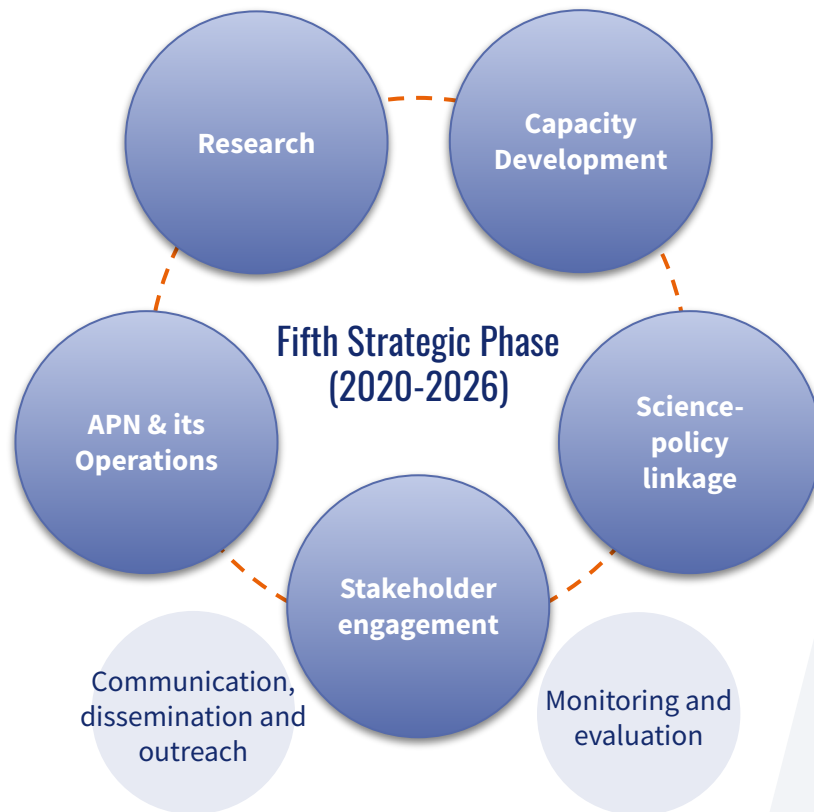 Research
Capacity
Development
Fifth Strategic Phase
(2020-2026)
APN & its
Operations
Science-
policy
linkage
Stakeholder
engagement
Communication,
dissemination and
outreach
Monitoring and
evaluation